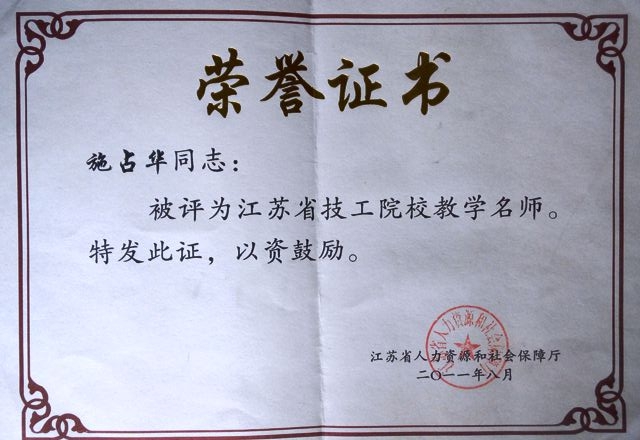 荣誉证书
施占华同志：
被评为江苏省技工院校教学名师。
特发此证，以资鼓励。
江苏省人力资源和社会保障厅
二〇一一年八月